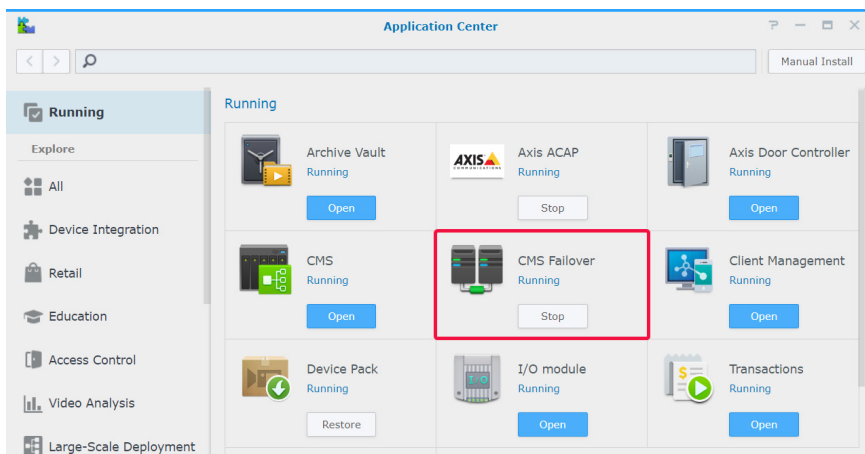 Application Center
Manual Install
Running
Explore
All
Device Integration
Retail
Education
Access Control
Video Analysis
Large-Scale Deployment
Running
Archive Vault
Running
Open
AXIS
COMMUNICATIONS
Axis ACAP
Running
Stop
Axis Door Controller
Running
Open
CMS
Running
Open
CMS Failover
Running
Stop
Client Management
Running
Open
Device Pack
Running
Restore
I/O
I/O module
Running
Open
$
Transactions
Running
Open